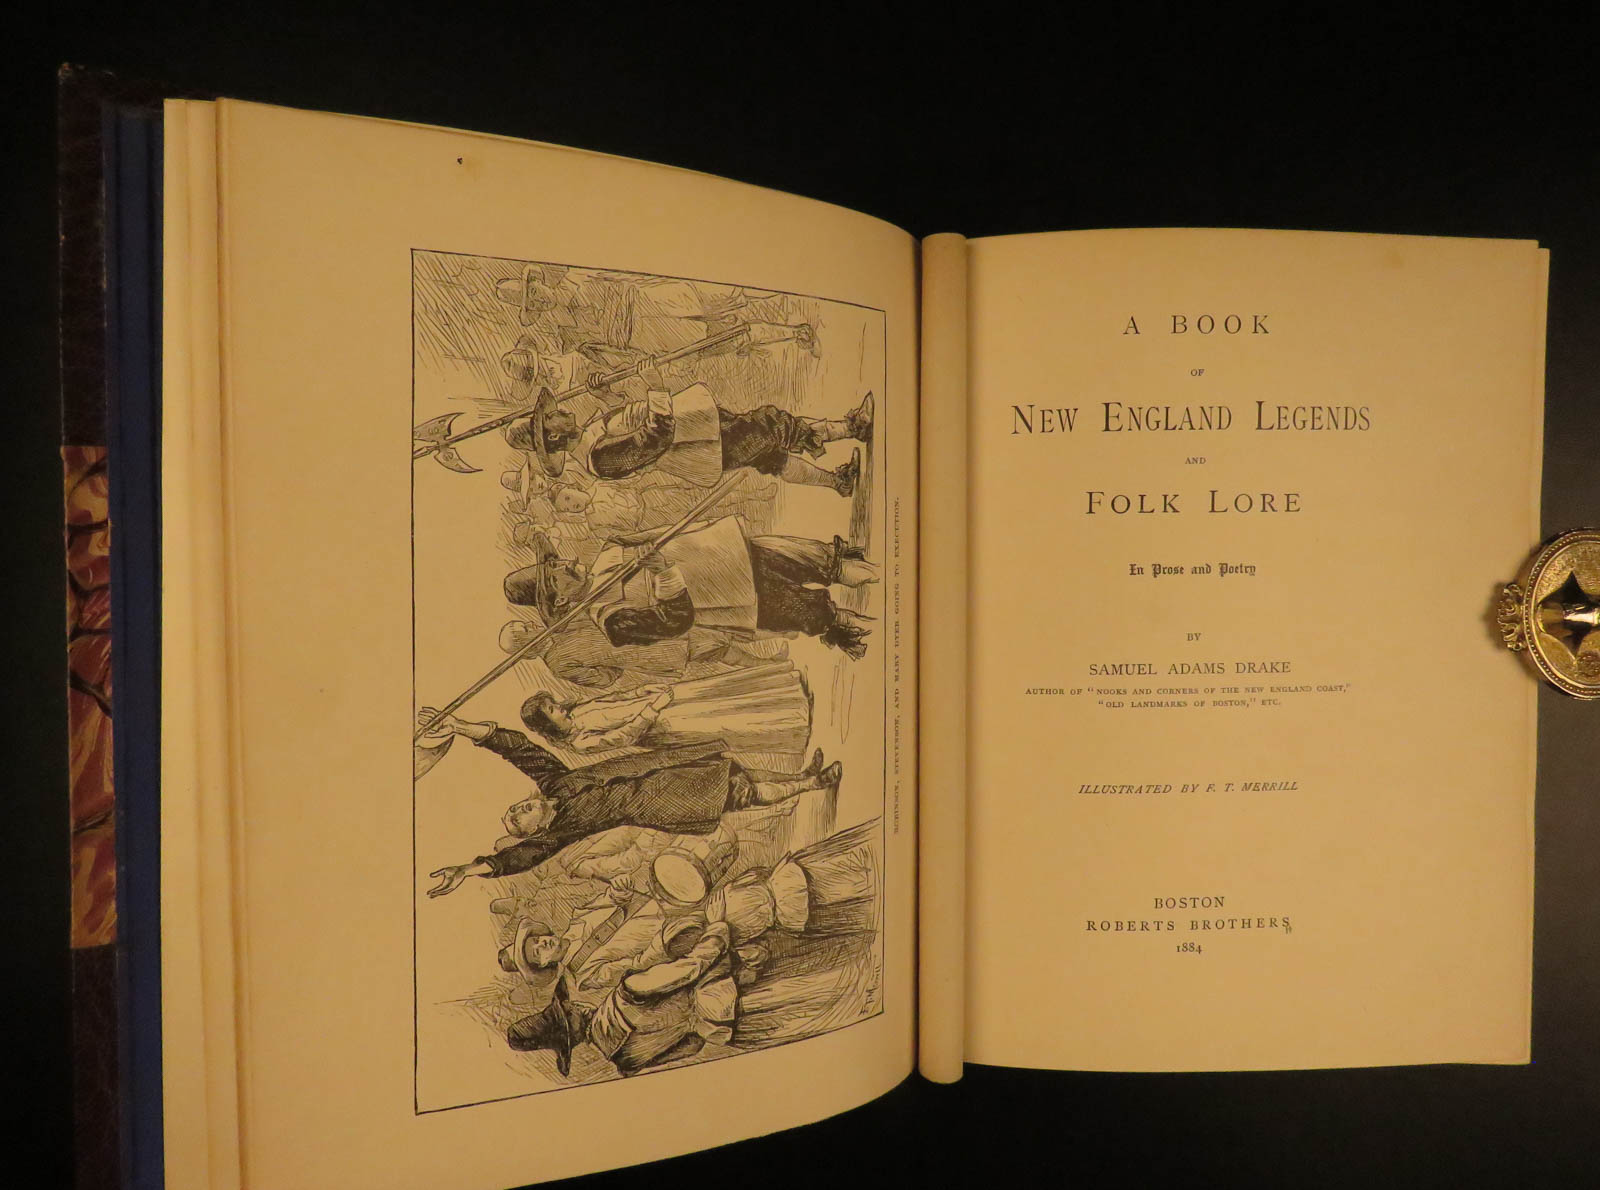 ROBINSON, STEVENSON, AND MARY DYER GOING TO EXECUTION.
F. T. Merrill
A BOOK
OF
NEW ENGLAND LEGENDS
AND
FOLK LORE
In Prose and Poetry
BY
SAMUEL ADAMS DRAKE
AUTHOR OF "NOOKS AND CORNERS OF THE NEW ENGLAND COAST,"
"OLD LANDMARKS OF BOSTON," ETC.
ILLUSTRATED BY F. T. MERRILL
BOSTON
ROBERTS BROTHERS
1884